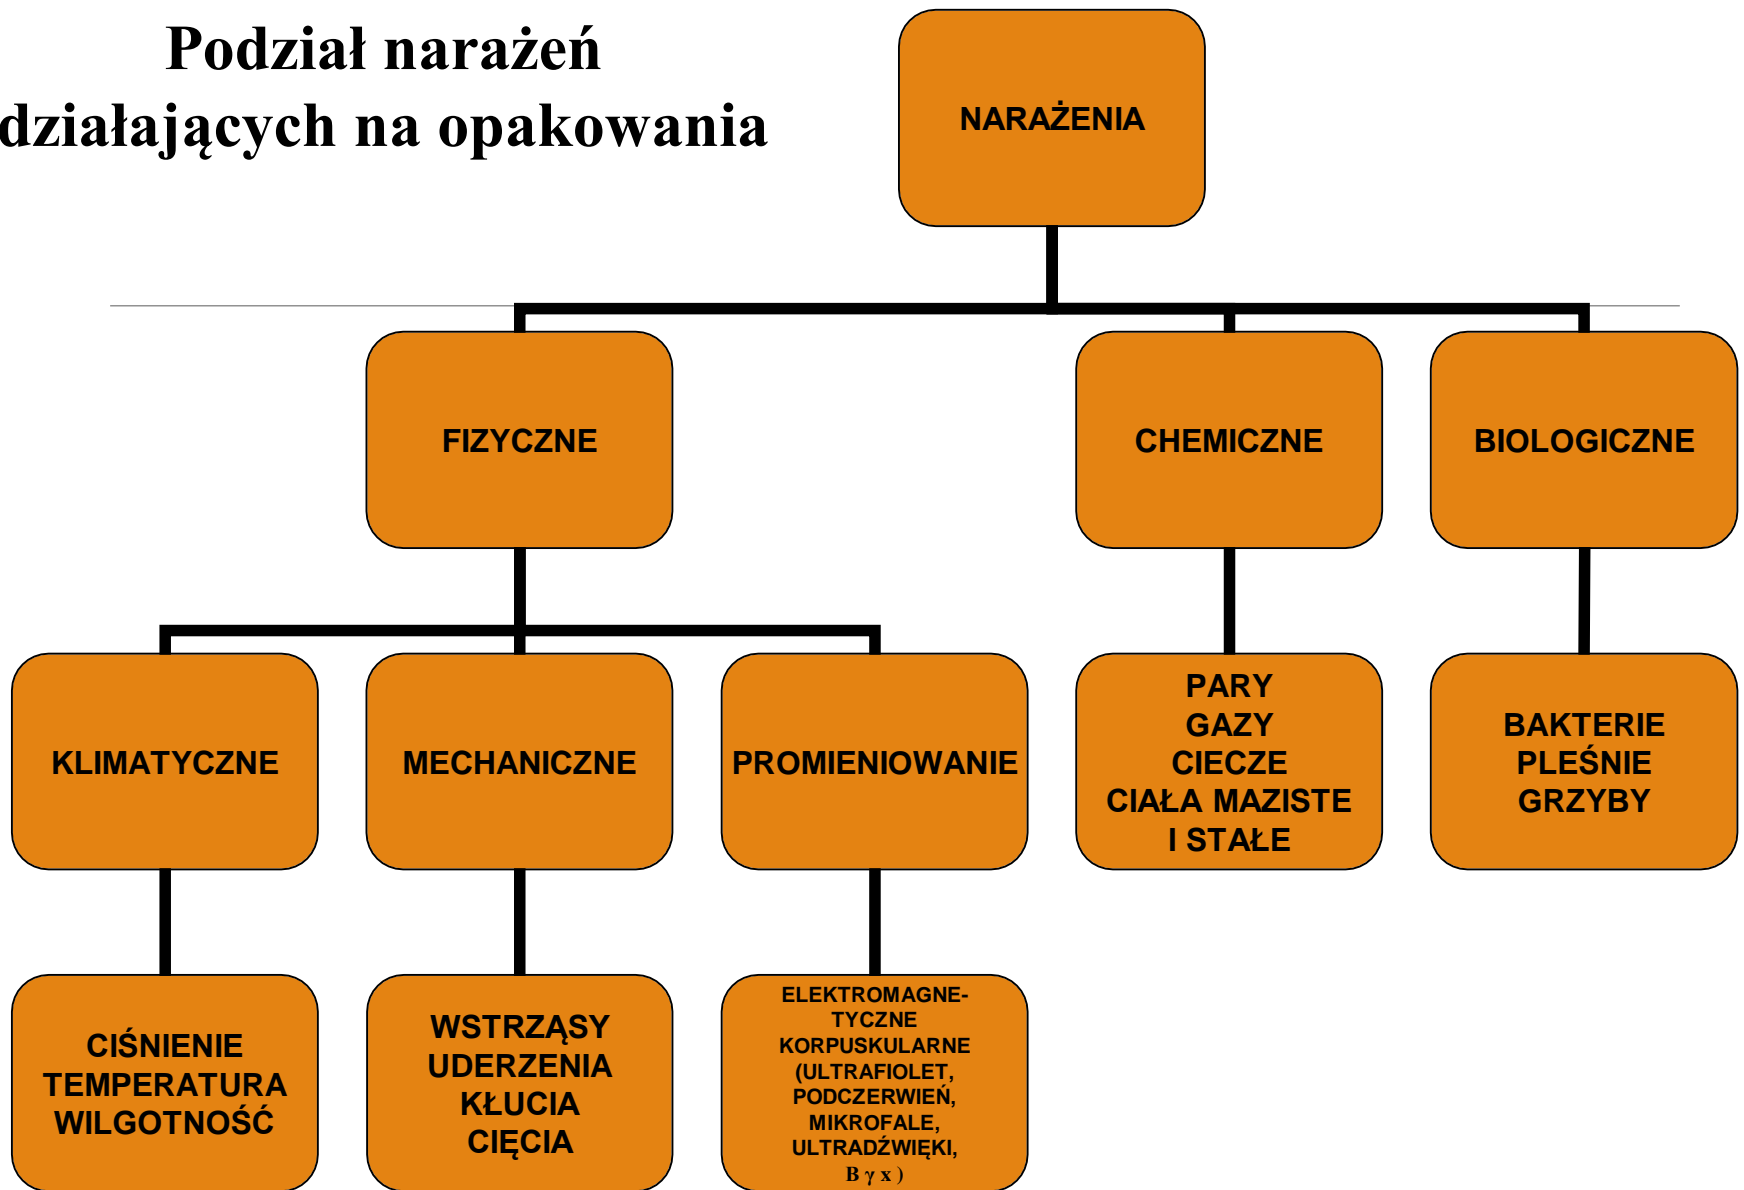 Podział narażeń
działających na opakowania
NARAŻENIA
FIZYCZNE
CHEMICZNE
BIOLOGICZNE
KLIMATYCZNE
MECHANICZNE
PROMIENIOWANIE
PARY
GAZY
CIECZE
CIAŁA MAZISTE
I STAŁE
BAKTERIE
PLEŚNIE
GRZYBY
CIŚNIENIE
TEMPERATURA
WILGOTNOŚĆ
WSTRZĄSY
UDERZENIA
KŁUCIA
CIĘCIA
ELEKTROMAGNE-
TYCZNE
KORPUSKULARNE
(ULTRAFIOLET,
PODCZERWIEŃ,
MIKROFALE,
ULTRADŹWIĘKI,
B γ x )